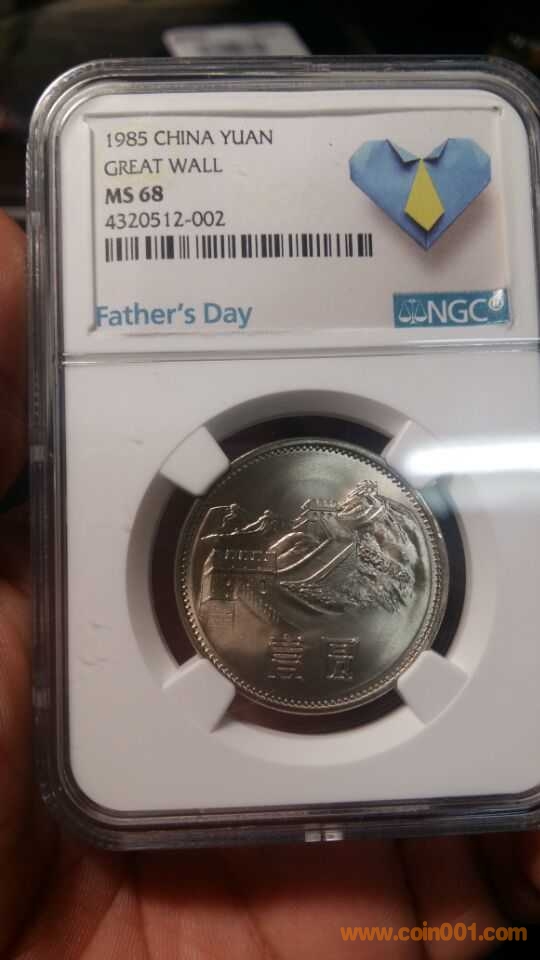 1985 CHINA YUAN
GREAT WALL
MS 68
4320512-002
Father's Day
NGC®
壹圆
www.coin001.com